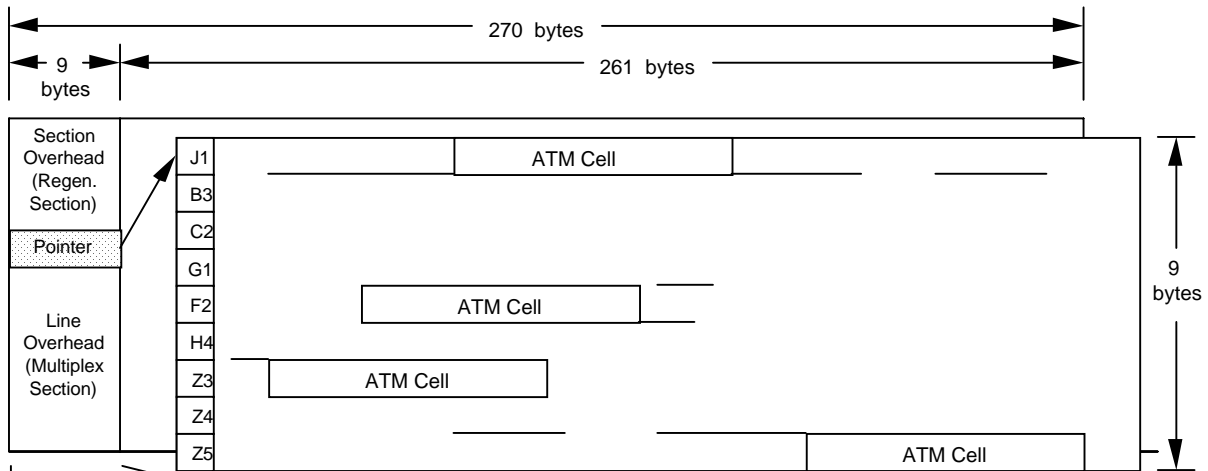 270 bytes
9
bytes
261 bytes
Section
Overhead
(Regen.
Section)
Pointer
Line
Overhead
(Multiplex
Section)
J1
B3
C2
G1
F2
H4
Z3
Z4
Z5
ATM Cell
ATM Cell
ATM Cell
ATM Cell
9
bytes